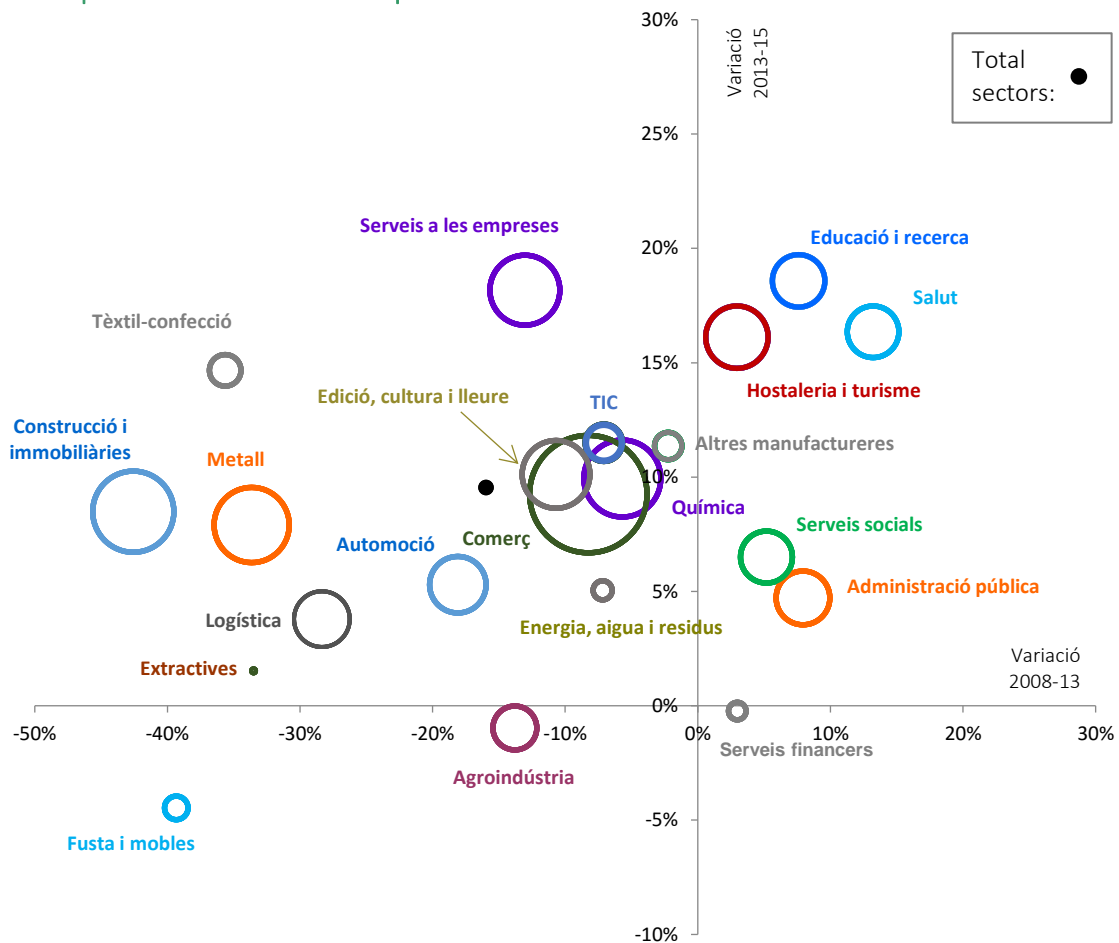 30%
Variació
2013-15
Total
sectors:
25%
Serveis a les empreses
20%
Educació i recerca
Salut
Tèxtil-confecció
15%
Edició, cultura i lleure
TIC
Hostaleria i turisme
Construcció i
immobiliàries
Metall
Altres manufactureres
10%
Química
Automoció
Comerç
Serveis socials
Administració pública
5%
Logística
Energia, aigua i residus
Extractives
Variació
2008-13
0%
-50%
-40%
-30%
-20%
-10%
0%
10%
20%
30%
Serveis financers
Agroindústria
-5%
Fusta i mobles
-10%